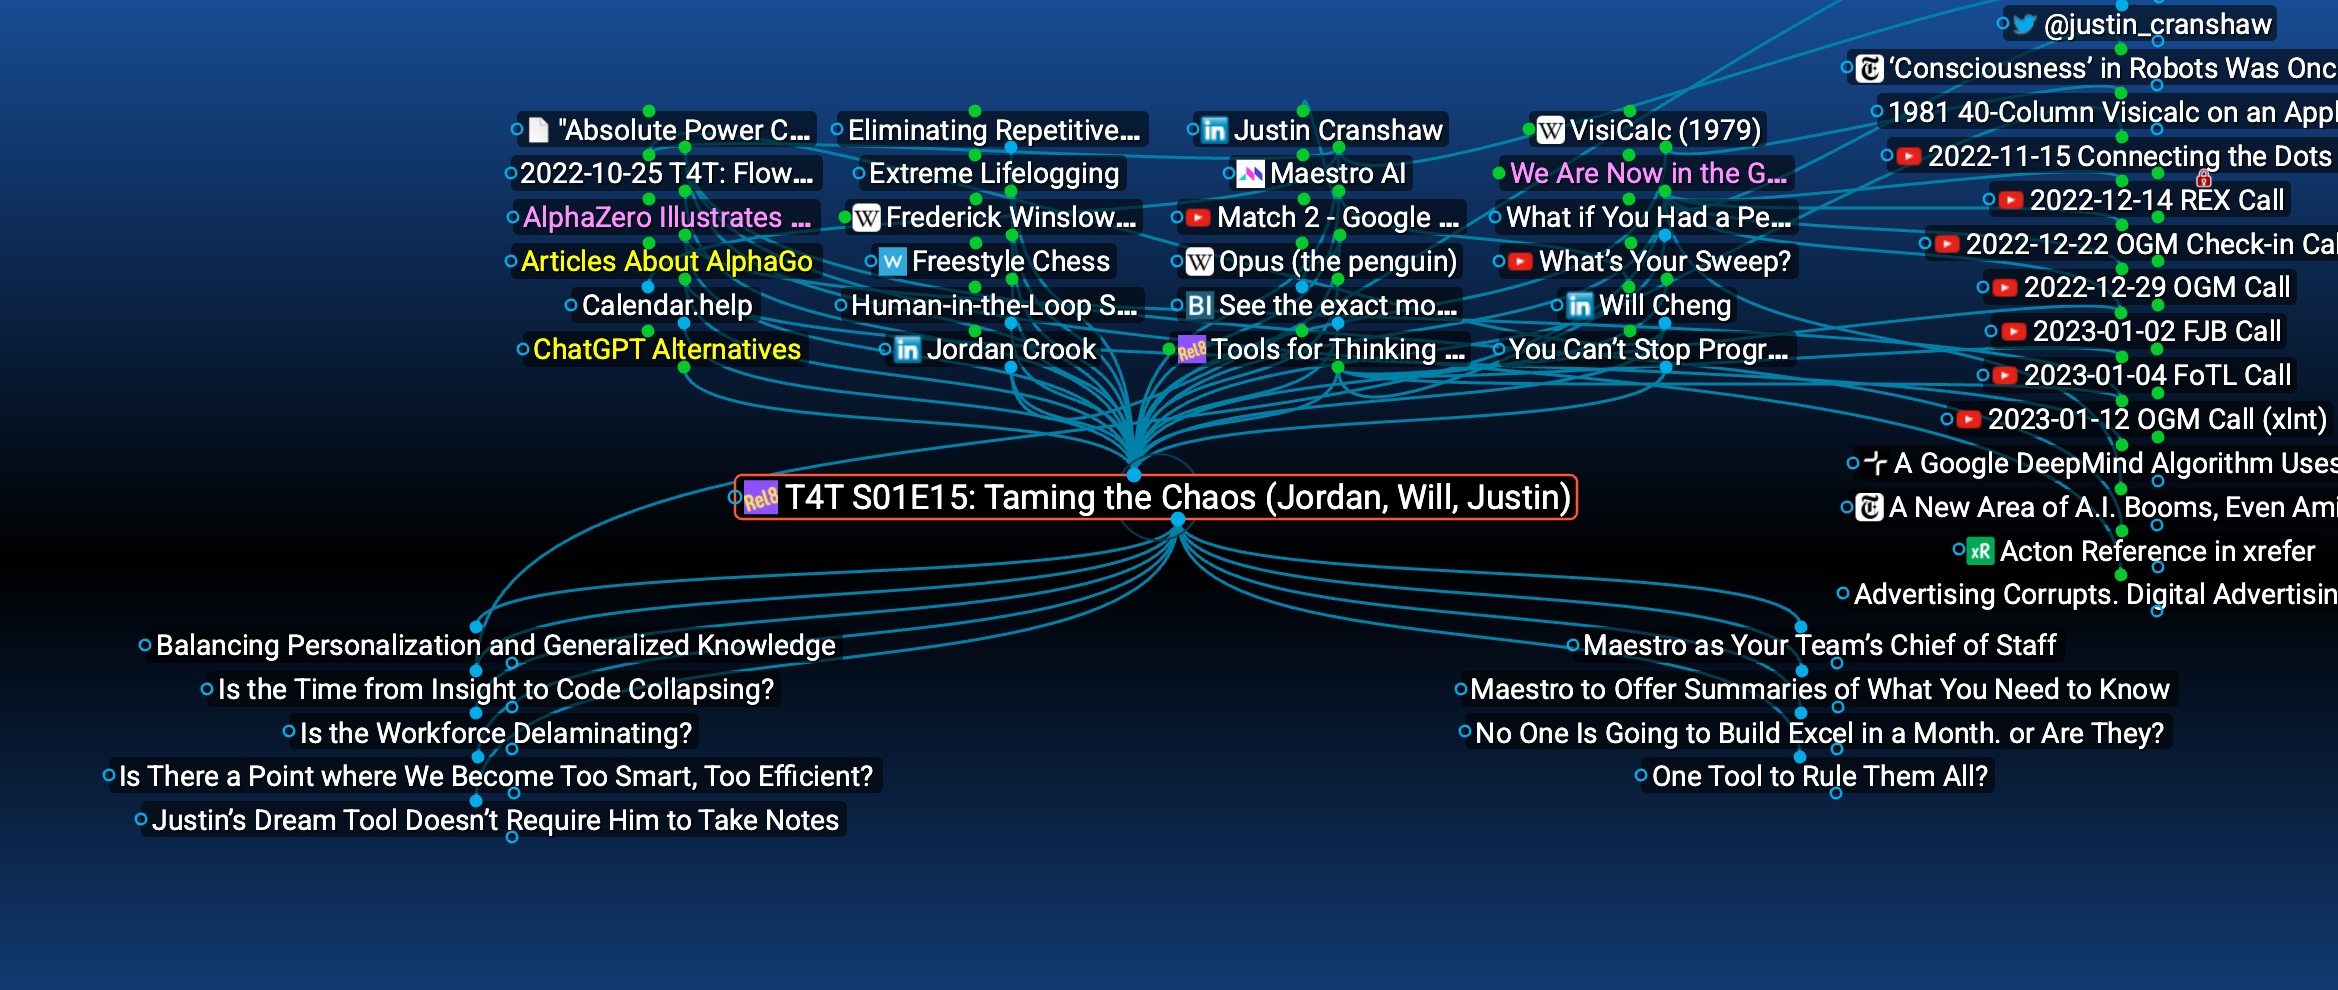 "Absolute Power C...
2022-10-25 T4T: Flow...
AlphaZero Illustrates ...
Articles About AlphaGo
Calendar.help
ChatGPT Alternatives
Eliminating Repetitive...
Extreme Lifelogging
W Frederick Winslow...
W Freestyle Chess
Human-in-the-Loop S...
in Jordan Crook
in Justin Cranshaw
Maestro AI
Match 2 - Google ...
W Opus (the penguin)
BI See the exact mo...
Rel8 Tools for Thinking ...
W VisiCalc (1979)
We Are Now in the G...
What if You Had a Pe...
What's Your Sweep?
in Will Cheng
You Can't Stop Progr...
@justin_cranshaw
T 'Consciousness' in Robots Was Onc
1981 40-Column Visicalc on an Appl
2022-11-15 Connecting the Dots
2022-12-14 REX Call
2022-12-22 OGM Check-in Cal
2022-12-29 OGM Call
2023-01-02 FJB Call
2023-01-04 FoTL Call
2023-01-12 OGM Call (xlnt)
A Google DeepMind Algorithm Uses
T A New Area of A.I. Booms, Even Ami
xR Acton Reference in xrefer
Advertising Corrupts. Digital Advertisin
Rel8 T4T S01E15: Taming the Chaos (Jordan, Will, Justin)
Balancing Personalization and Generalized Knowledge
Is the Time from Insight to Code Collapsing?
Is the Workforce Delaminating?
Is There a Point where We Become Too Smart, Too Efficient?
Justin's Dream Tool Doesn't Require Him to Take Notes
Maestro as Your Team's Chief of Staff
Maestro to Offer Summaries of What You Need to Know
No One Is Going to Build Excel in a Month. or Are They?
One Tool to Rule Them All?